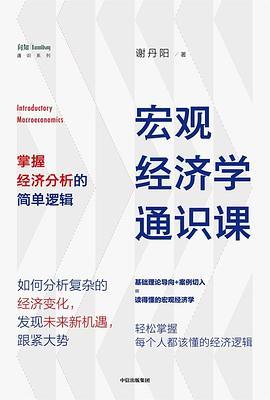 向知
通识系列
谢丹阳 / 著
Introductory
Macroeconomics
宏观
经济学
通识课
掌握
经济分析的
简单逻辑
如何分析复杂的
经济变化，
发现未来新机遇，
跟紧大势
基础理论导向+案例切入
=
读得懂的宏观经济学
轻松掌握
每个人都该懂的经济逻辑
中信出版集团